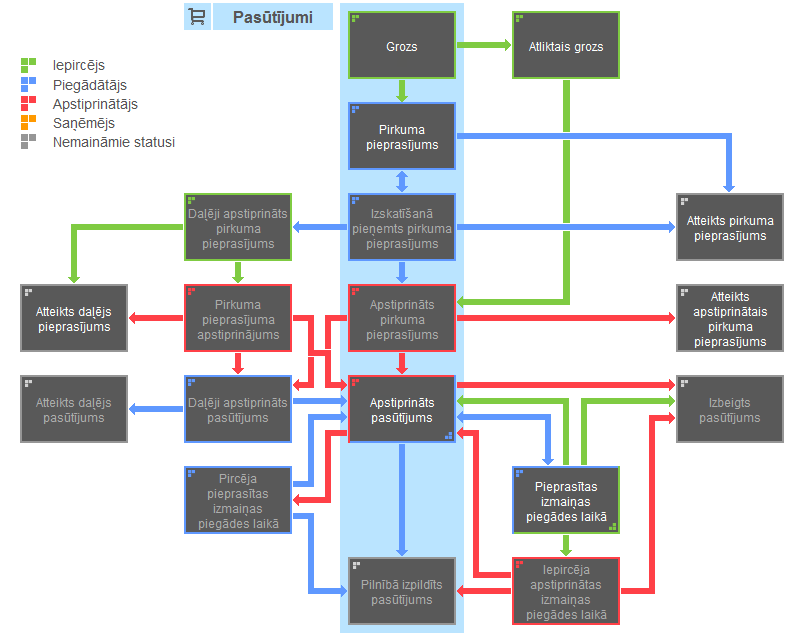 Pasūtījumi
Iepircējs
Piegādātājs
Apstiprinātājs
Saņēmējs
Nemaināmie statusi
Grozs
Atliktais grozs
Pirkuma
pieprasījums
Daļēji apstiprināts
pirkuma
pieprasījums
Izskatīšanā
pieņemts pirkuma
pieprasījums
Atteikts pirkuma
pieprasījums
Atteikts daļējs
pieprasījums
Pirkuma
pieprasījuma
apstiprinājums
Apstiprināts
pirkuma
pieprasījums
Atteikts
apstiprinātais
pirkuma
pieprasījums
Atteikts daļējs
pasūtījums
Daļēji apstiprināts
pasūtījums
Apstiprināts
pasūtījums
Izbeigts
pasūtījums
Pircēja
pieprasītas
izmaiņas
piegādes laikā
Pieprasītas
izmaiņas
piegādes laikā
Pilnībā izpildīts
pasūtījums
Iepircēja
apstiprinātas
izmaiņas
piegādes laikā